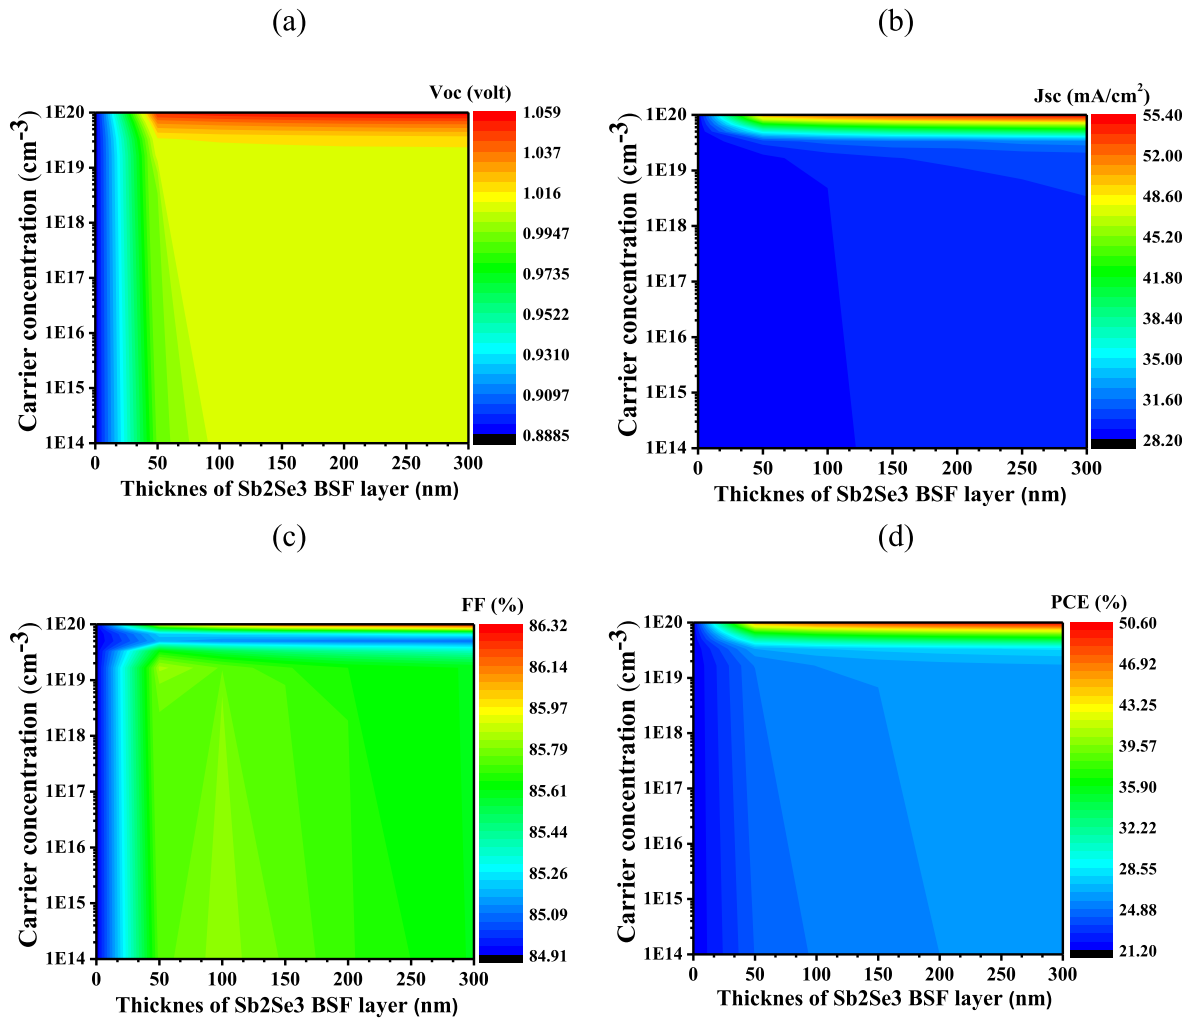 (a)
Voc (volt)
Carrier concentration (cm-3)
1E20
1E19
1E18
1E17
1E16
1E15
1E14
0 50 100 150 200 250 300
Thicknes of Sb2Se3 BSF layer (nm)
1.059
1.037
1.016
0.9947
0.9735
0.9522
0.9310
0.9097
0.8885
(b)
Jsc (mA/cm2)
Carrier concentration (cm-3)
1E20
1E19
1E18
1E17
1E16
1E15
1E14
0 50 100 150 200 250 300
Thicknes of Sb2Se3 BSF layer (nm)
55.40
52.00
48.60
45.20
41.80
38.40
35.00
31.60
28.20
(c)
FF (%)
Carrier concentration (cm-3)
1E20
1E19
1E18
1E17
1E16
1E15
1E14
0 50 100 150 200 250 300
Thicknes of Sb2Se3 BSF layer (nm)
86.32
86.14
85.97
85.79
85.61
85.44
85.26
85.09
84.91
(d)
PCE (%)
Carrier concentration (cm-3)
1E20
1E19
1E18
1E17
1E16
1E15
1E14
0 50 100 150 200 250 300
Thicknes of Sb2Se3 BSF layer (nm)
50.60
46.92
43.25
39.57
35.90
32.22
28.55
24.88
21.20